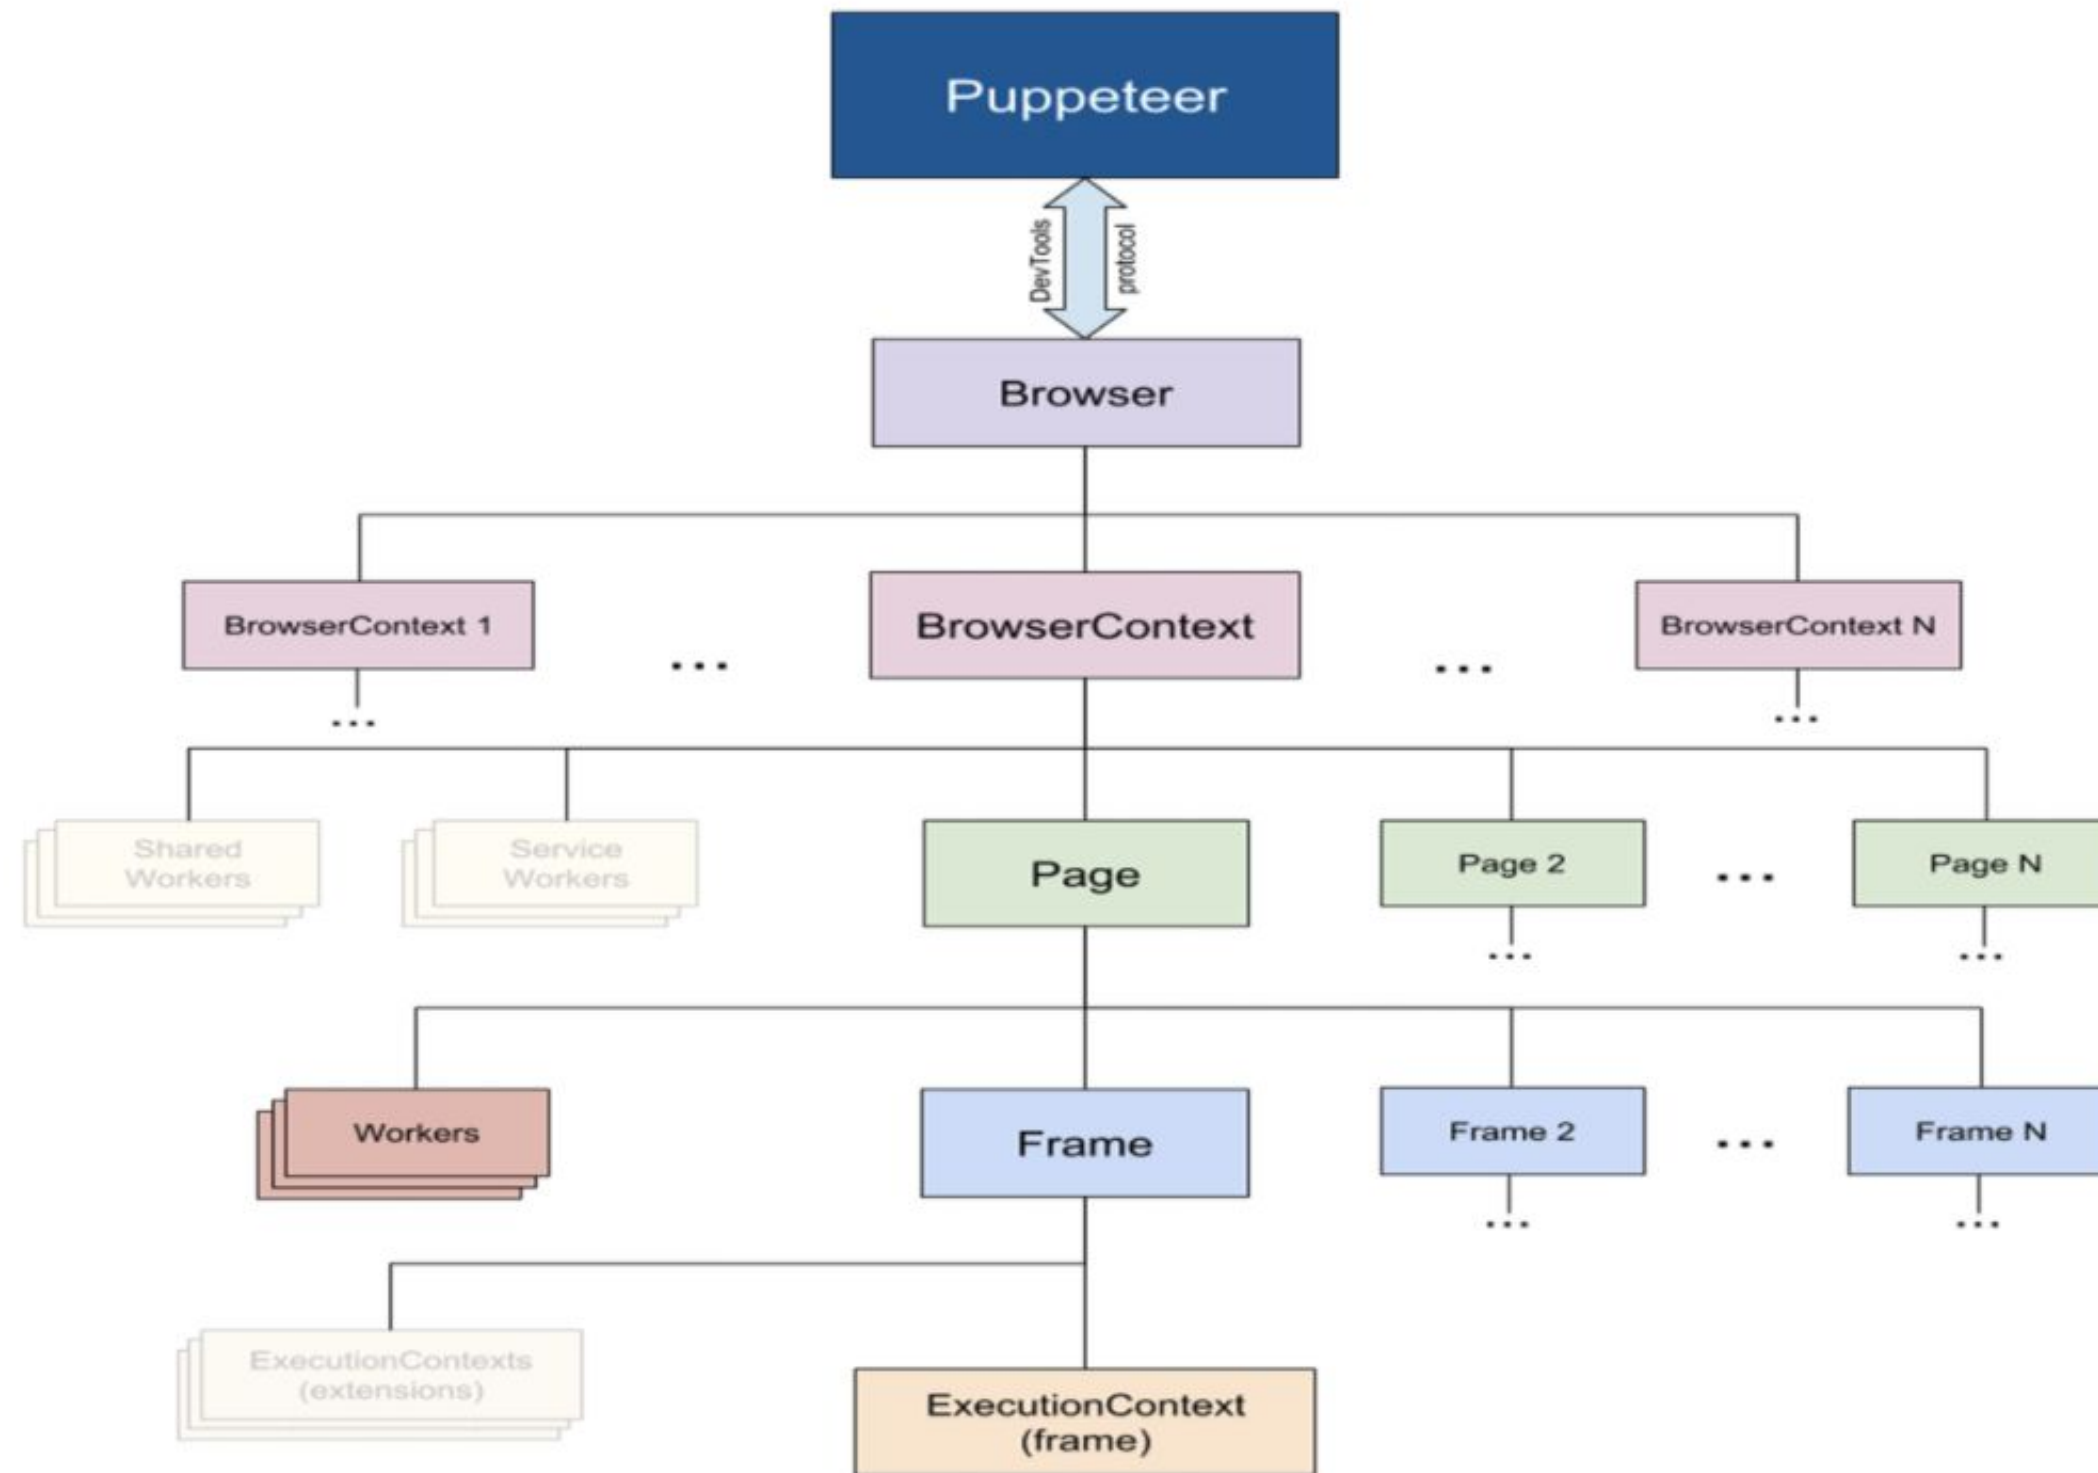 Puppeteer
DevTools
protocol
Browser
BrowserContext 1
...
BrowserContext
...
BrowserContext N
...
...
Shared
Workers
Service
Workers
Page
Page 2
...
Page N
...
...
Workers
Frame
Frame 2
...
Frame N
...
...
ExecutionContexts
(extensions)
ExecutionContext
(frame)